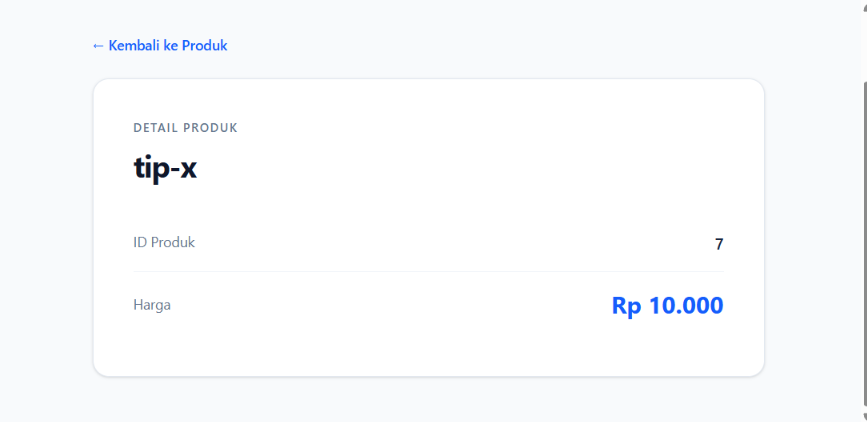 ← Kembali ke Produk
DETAIL PRODUK
tip-x
ID Produk 7
Harga Rp 10.000